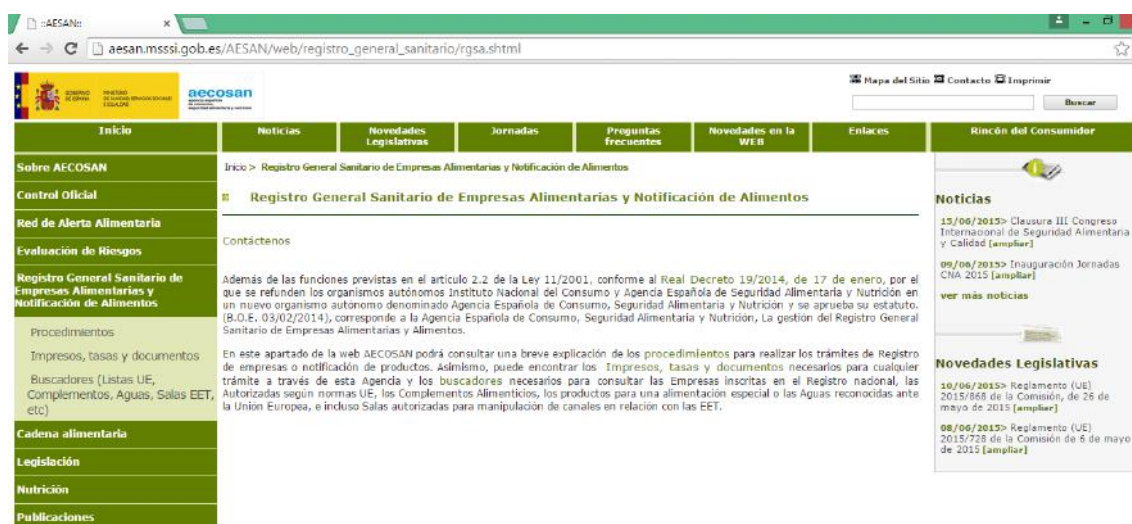 ::AESAN::
aesan.msssi.gob.es/AESAN/web/registro_general_sanitario/rgsa.shtml
GOBIERNO DE ESPAÑA
MINISTERIO DE SANIDAD, SERVICIOS SOCIALES E IGUALDAD
aecosan
Mapa del Sitio Contacto Imprimir
Buscar
Inicio
Noticias
Novedades Legislativas
Jornadas
Preguntas frecuentes
Novedades en la WEB
Enlaces
Rincón del Consumidor
Sobre AECOSAN
Control Oficial
Red de Alerta Alimentaria
Evaluación de Riesgos
Registro General Sanitario de
Empresas Alimentarias y
Notificación de Alimentos
Procedimientos
Impresos, tasas y documentos
Buscadores (Listas UE,
Complementos, Aguas, Salas EET,
etc)
Cadena alimentaria
Legislación
Nutrición
Publicaciones
Inicio > Registro General Sanitario de Empresas Alimentarias y Notificación de Alimentos
Registro General Sanitario de Empresas Alimentarias y Notificación de Alimentos
Contáctenos
Además de las funciones previstas en el artículo 2.2 de la Ley 11/2001, conforme al Real Decreto 19/2014, de 17 de enero, por el
que se refunden los organismos autónomos Instituto Nacional del Consumo y Agencia Española de Seguridad Alimentaria y Nutrición en
un nuevo organismo autónomo denominado Agencia Española de Consumo, Seguridad Alimentaria y Nutrición y se aprueba su estatuto.
(B.O.E. 03/02/2014), corresponde a la Agencia Española de Consumo, Seguridad Alimentaria y Nutrición, La gestión del Registro General
Sanitario de Empresas Alimentarias y Alimentos.
En este apartado de la web AECOSAN podrá consultar una breve explicación de los procedimientos para realizar los trámites de Registro
de empresas o notificación de productos. Asimismo, puede encontrar los Impresos, tasas y documentos necesarios para cualquier
trámite a través de esta Agencia y los buscadores necesarios para consultar las Empresas inscritas en el Registro nacional, las
Autorizadas según normas UE, los Complementos Alimenticios, los productos para una alimentación especial o las Aguas reconocidas ante
la Unión Europea, e incluso Salas autorizadas para manipulación de canales en relación con las EET.
Noticias
15/06/2015> Clausura III Congreso
Internacional de Seguridad Alimentaria
y Calidad [ampliar]
09/06/2015> Inauguración Jornadas
CNA 2015 [ampliar]
ver más noticias
Novedades Legislativas
10/06/2015> Reglamento (UE)
2015/868 de la Comisión, de 26 de
mayo de 2015 [ampliar]
08/06/2015> Reglamento (UE)
2015/728 de la Comisión de 6 de mayo
de 2015 [ampliar]